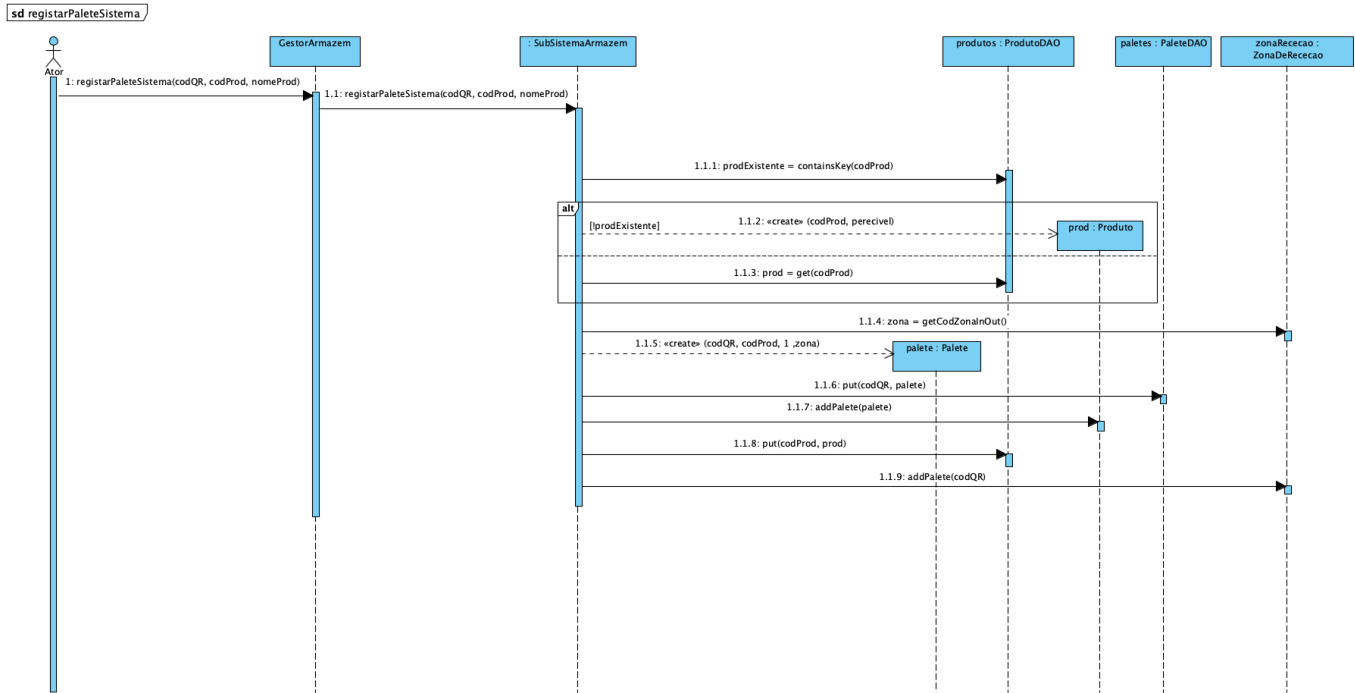 sd registarPaleteSistema
Ator
GestorArmazem
: SubSistemaArmazem
produtos : ProdutoDAO
paletes : PaleteDAO
zonaRececao :
ZonaDeRececao
1: registarPaleteSistema(codQR, codProd, nomeProd)
1.1: registarPaleteSistema(codQR, codProd, nomeProd)
1.1.1: prodExistente = containsKey(codProd)
alt
[!prodExistente]
1.1.2: «create» (codProd, perecivel)
prod : Produto
1.1.3: prod = get(codProd)
1.1.4: zona = getCodZonaInOut()
1.1.5: «create» (codQR, codProd, 1 ,zona)
palete : Palete
1.1.6: put(codQR, palete)
1.1.7: addPalete(palete)
1.1.8: put(codProd, prod)
1.1.9: addPalete(codQR)